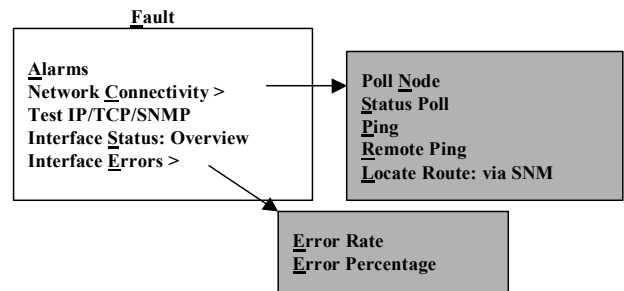 Fault
Alarms
Network Connectivity >
Test IP/TCP/SNMP
Interface Status: Overview
Interface Errors >
Poll Node
Status Poll
Ping
Remote Ping
Locate Route: via SNM
Error Rate
Error Percentage